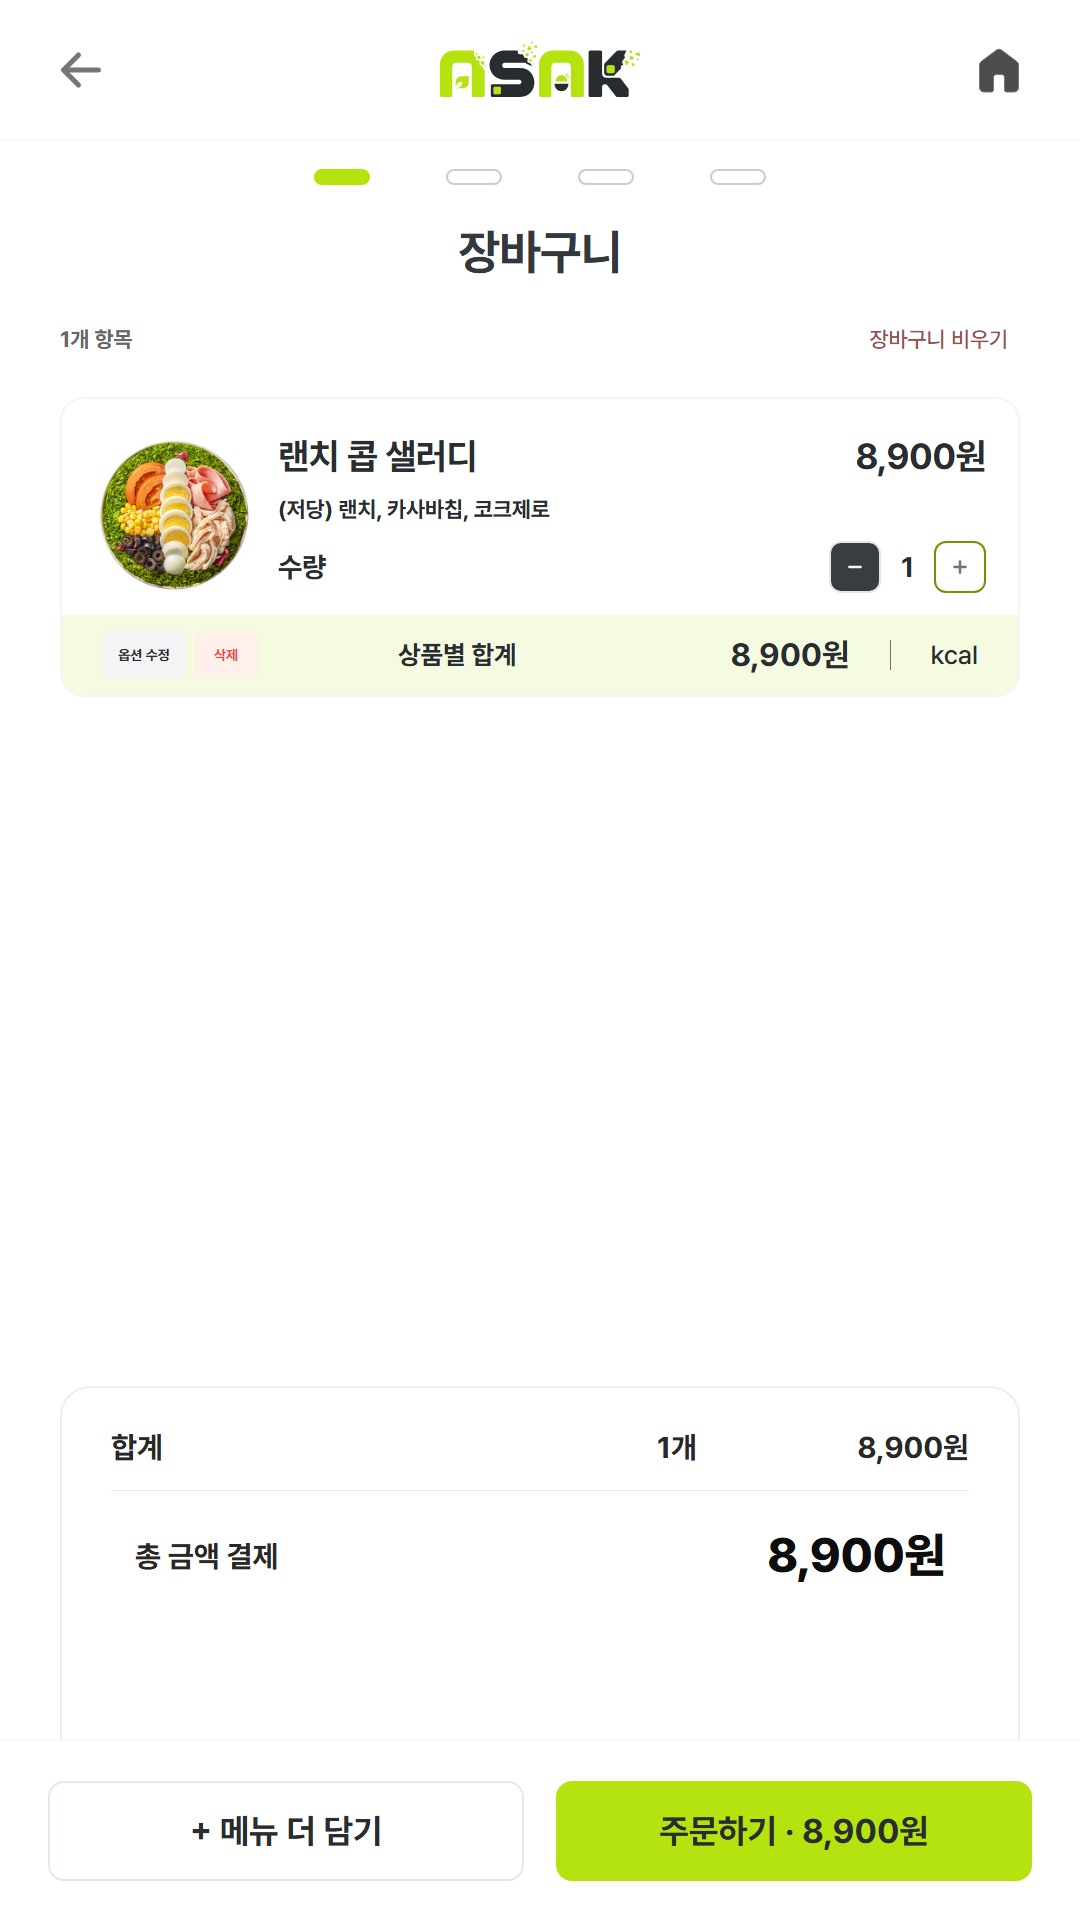 ASAK
장바구니
1개 항목
장바구니 비우기
랜치 콥 샐러디
8,900원
(저당) 랜치, 카사바칩, 코크제로
수량
− 1 +
옵션 수정
삭제
상품별 합계
8,900원
kcal
합계
1개
8,900원
총 금액 결제
8,900원
+ 메뉴 더 담기
주문하기 · 8,900원